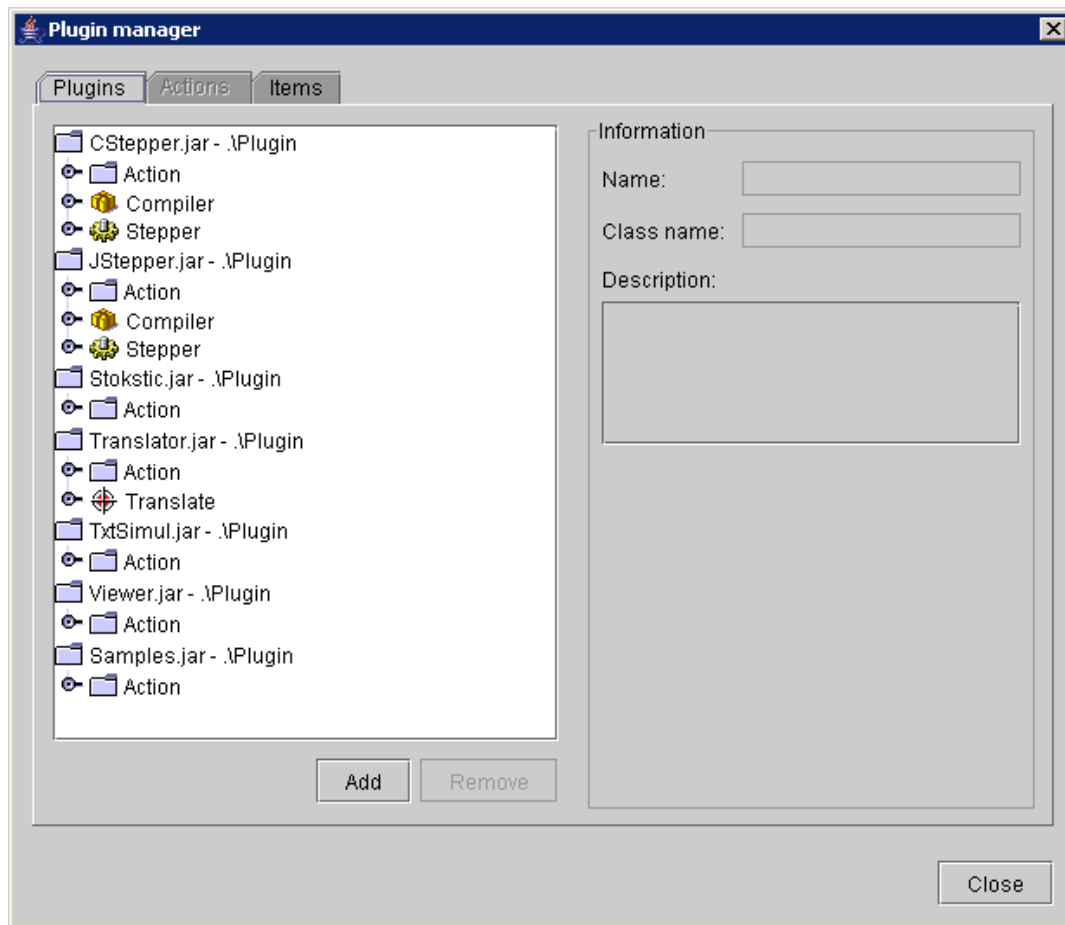 Plugin manager
Plugins Actions Items
CStepper.jar - .\Plugin
Action
Compiler
Stepper
JStepper.jar - .\Plugin
Action
Compiler
Stepper
Stokstic.jar - .\Plugin
Action
Translator.jar - .\Plugin
Action
Translate
TxtSimul.jar - .\Plugin
Action
Viewer.jar - .\Plugin
Action
Samples.jar - .\Plugin
Action
Add Remove
Information
Name:
Class name:
Description:
Close